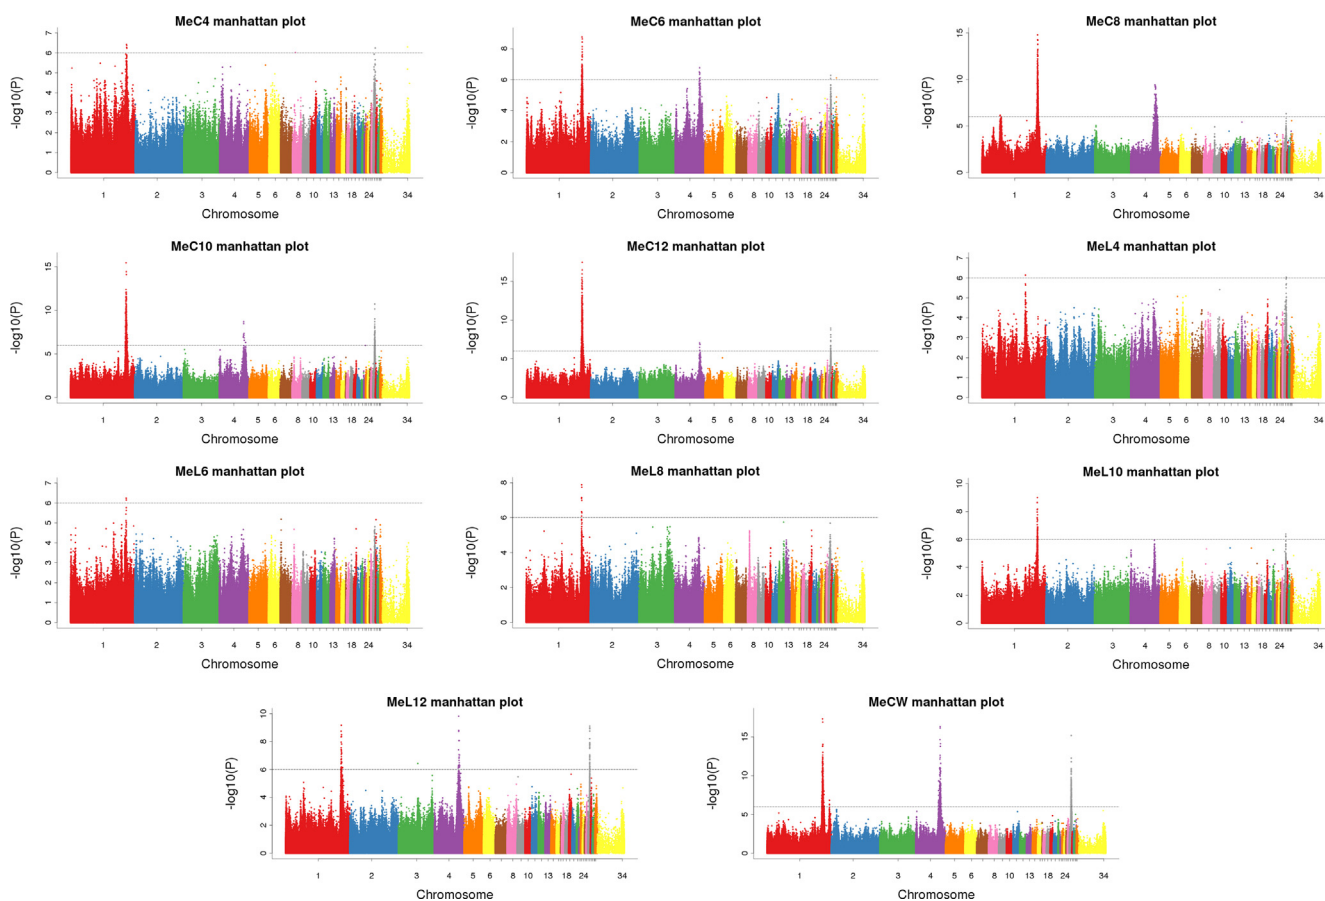 MeC4 manhattan plot
-log10(P)
7
6
5
4
3
2
1
0
1 2 3 4 5 6 8 10 13 18 24 34
Chromosome
MeC6 manhattan plot
-log10(P)
8
6
4
2
0
1 2 3 4 5 6 8 10 13 18 24 34
Chromosome
MeC8 manhattan plot
-log10(P)
15
10
5
0
1 2 3 4 5 6 8 10 13 18 24 34
Chromosome
MeC10 manhattan plot
-log10(P)
15
10
5
0
1 2 3 4 5 6 8 10 13 18 24 34
Chromosome
MeC12 manhattan plot
-log10(P)
15
10
5
0
1 2 3 4 5 6 8 10 13 18 24 34
Chromosome
MeL4 manhattan plot
-log10(P)
7
6
5
4
3
2
1
0
1 2 3 4 5 6 8 10 13 18 24 34
Chromosome
MeL6 manhattan plot
-log10(P)
7
6
5
4
3
2
1
0
1 2 3 4 5 6 8 10 13 18 24 34
Chromosome
MeL8 manhattan plot
-log10(P)
8
6
4
2
0
1 2 3 4 5 6 8 10 13 18 24 34
Chromosome
MeL10 manhattan plot
-log10(P)
10
8
6
4
2
0
1 2 3 4 5 6 8 10 13 18 24 34
Chromosome
MeL12 manhattan plot
-log10(P)
10
8
6
4
2
0
1 2 3 4 5 6 8 10 13 18 24 34
Chromosome
MeCW manhattan plot
-log10(P)
15
10
5
0
1 2 3 4 5 6 8 10 13 18 24 34
Chromosome